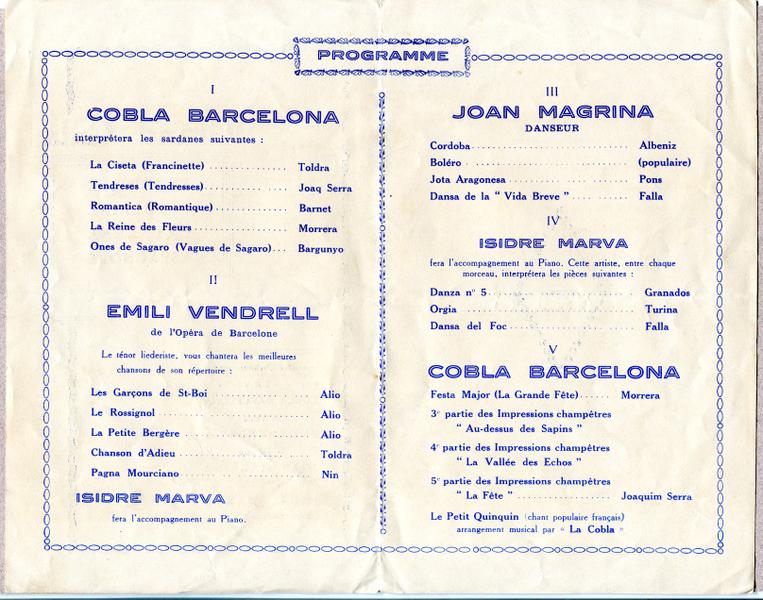 PROGRAMME
I
COBLA BARCELONA
interprêtera les sardanes suivantes :
La Ciseta (Francinette) ............ Toldra
Tendreses (Tendresses) ............ Joaq Serra
Romantica (Romantique) ............ Barnet
La Reine des Fleurs ............ Morrera
Ones de Sagaro (Vagues de Sagaro) ... Bargunyo
II
EMILI VENDRELL
de l'Opèra de Barcelone
Le ténor liederiste, vous chantera les meilleures
chansons de son répertoire :
Les Garçons de St-Boi ............ Alio
Le Rossignol ............ Alio
La Petite Bergère ............ Alio
Chanson d'Adieu ............ Toldra
Pagna Mourciano ............ Nin
ISIDRE MARVA
fera l'accompagnement au Piano.
III
JOAN MAGRINA
DANSEUR
Cordoba ............ Albeniz
Boléro ............ (populaire)
Jota Aragonesa ............ Pons
Dansa de la " Vida Breve " ............ Falla
IV
ISIDRE MARVA
fera l'accompagnement au Piano. Cette artiste, entre chaque
morceau, interprétera les pièces suivantes :
Danza nº 5 ............ Granados
Orgia ............ Turina
Dansa del Foc ............ Falla
V
COBLA BARCELONA
Festa Major (La Grande Fête) ...... Morrera
3e partie des Impressions champêtres
" Au-dessus des Sapins "
4e partie des Impressions champêtres
" La Vallée des Echos "
5e partie des Impressions champêtres
" La Fête " ............ Joaquim Serra
Le Petit Quinquin (chant populaire français)
arrangement musical par " La Cobla "